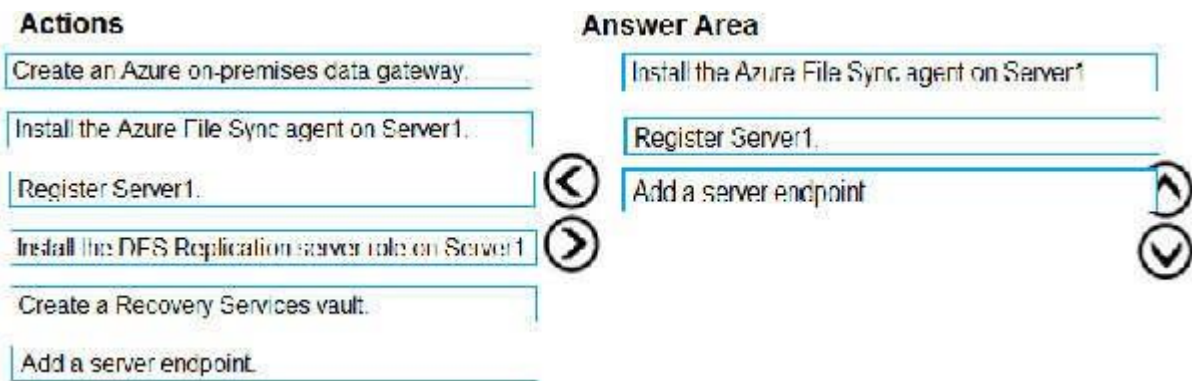 Actions
Answer Area
Create an Azure on-premises data gateway.
Install the Azure File Sync agent on Server1.
Register Server1.
Install the DFS Replication server role on Server1
Create a Recovery Services vault.
Add a server endpoint.
Install the Azure File Sync agent on Server1
Register Server1.
Add a server endpoint